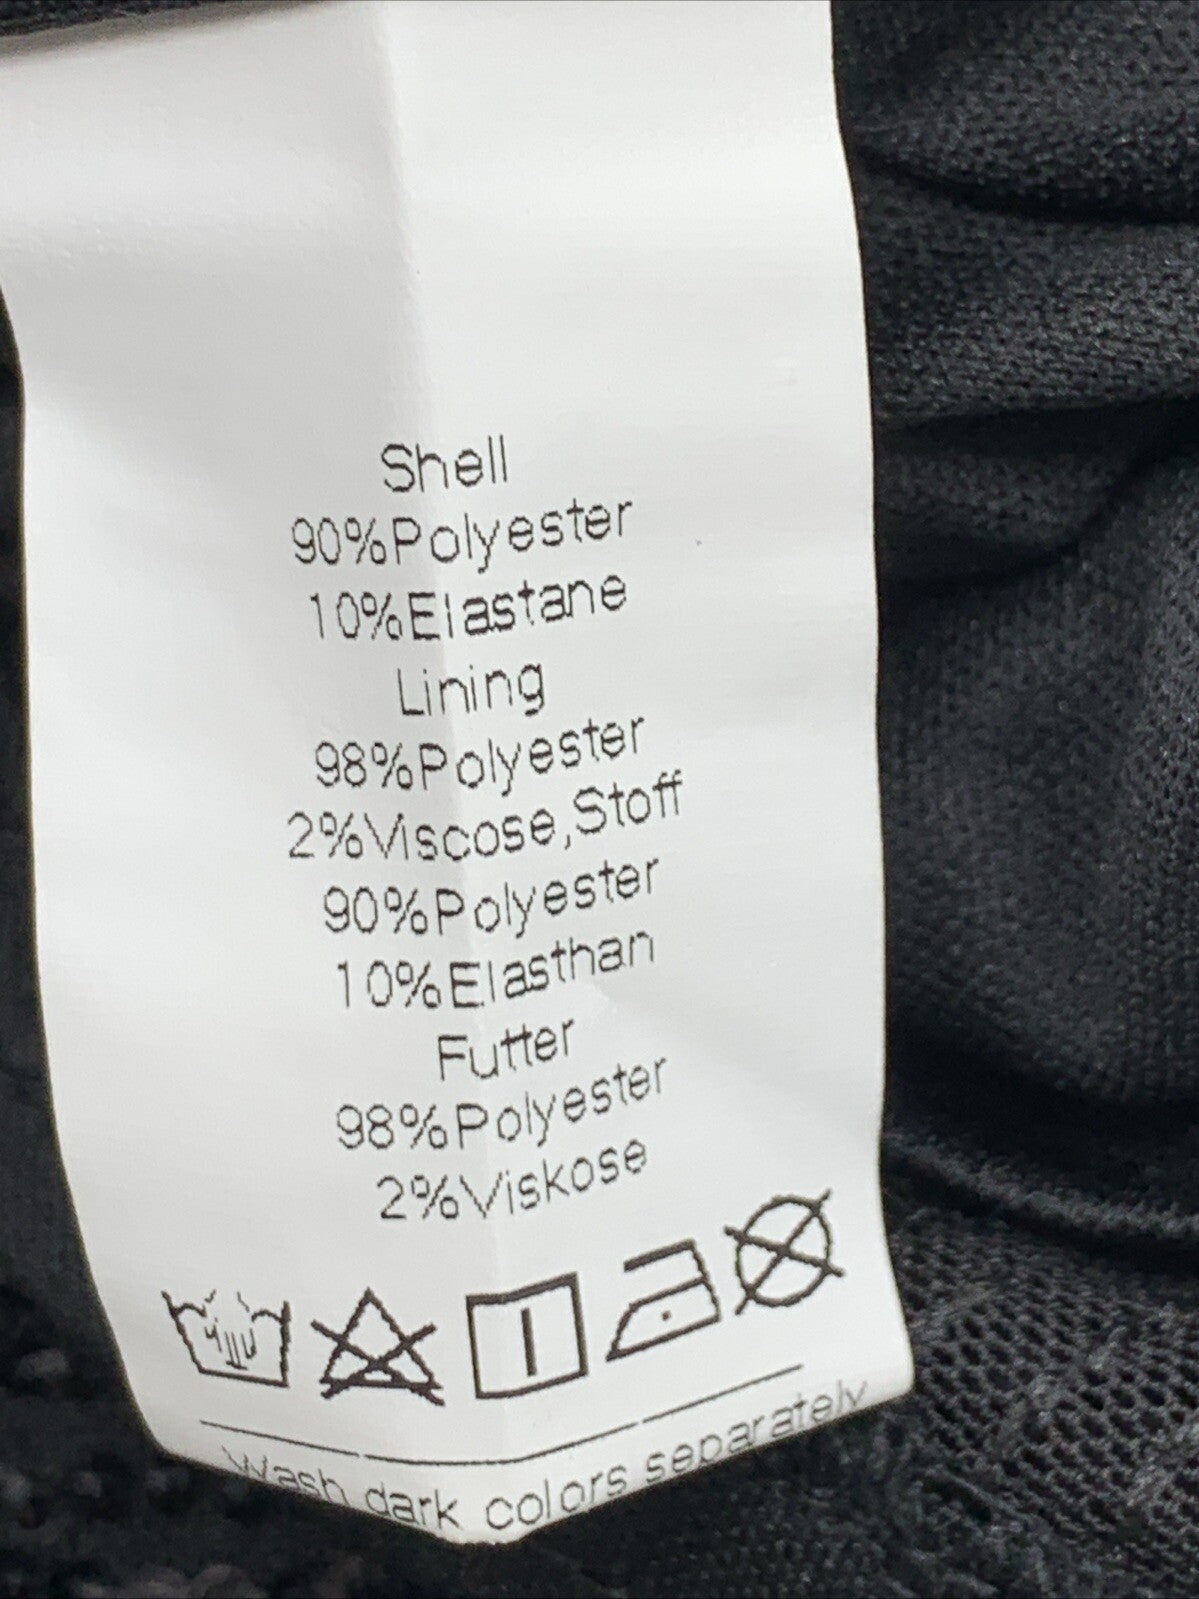 Shell
90%Polyester
10%Elastane
Lining
98%Polyester
2%Viscose,Stoff
90%Polyester
10%Elasthan
Futter
98%Polyester
2%Viskose
Wash dark colors separately